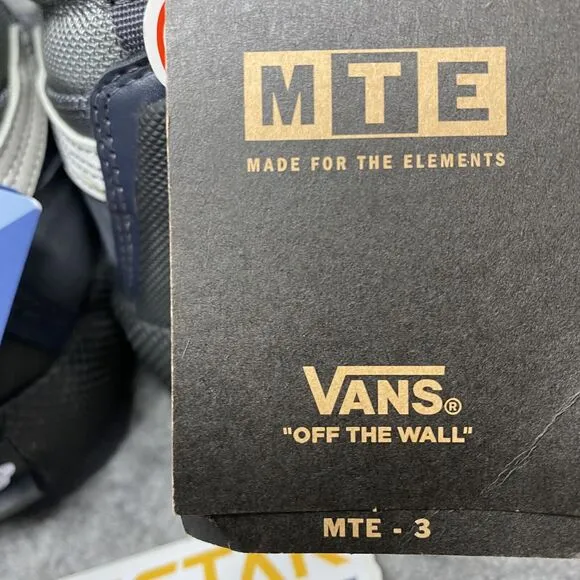 MTE
MADE FOR THE ELEMENTS
VANS®
"OFF THE WALL"
MTE - 3